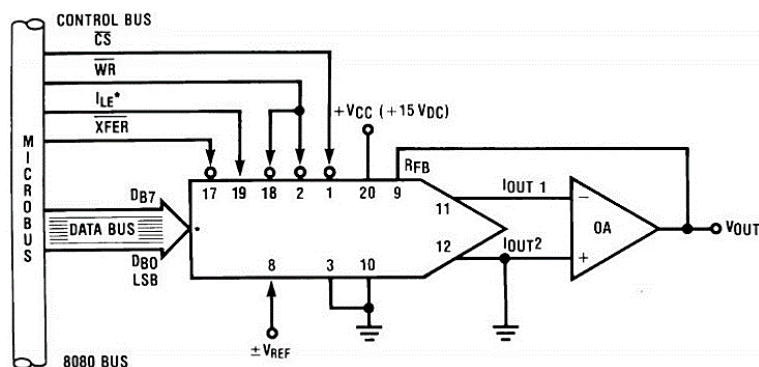 CONTROL BUS
CS
WR
ILE*
XFER
+VCC (+15 VDC)
MICROBUS
RFB
17 19 18 2 1 20 9
IOUT 1
11
DB7
DATA BUS
DB0
LSB
12
IOUT2
8 3 10
-
OA
+
VOUT
±VREF
8080 BUS